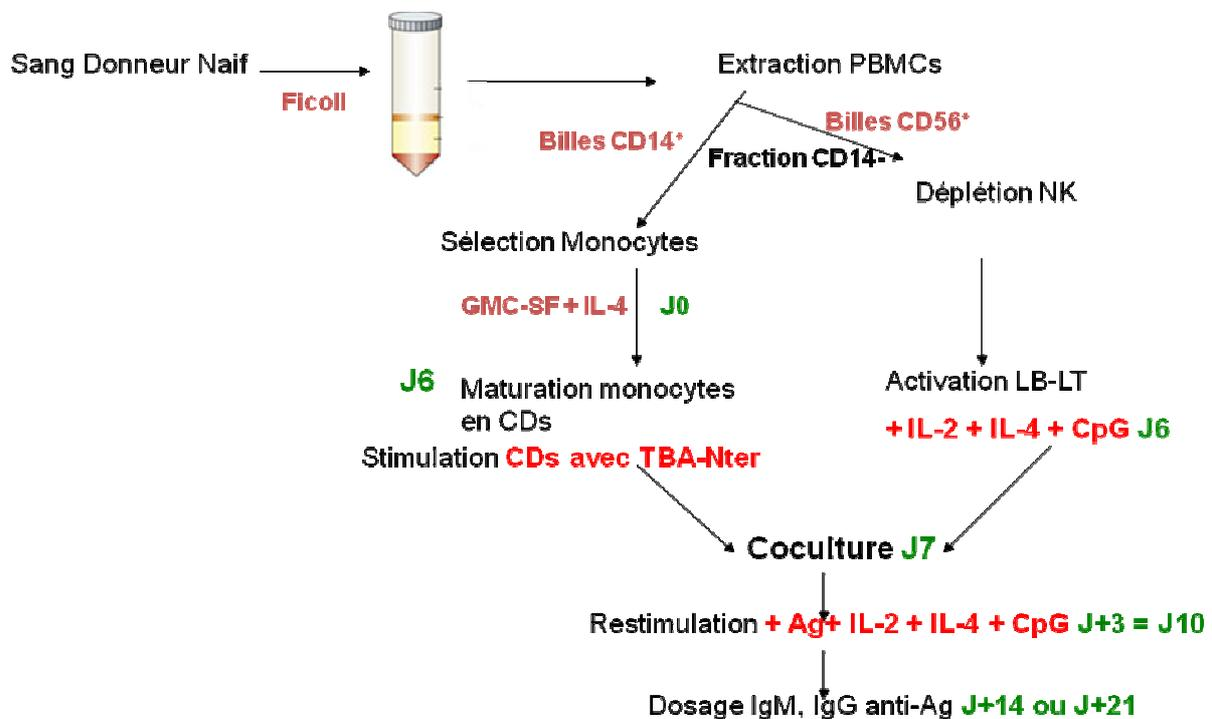 Sang Donneur Naif
Ficoll
Extraction PBMCs
Billes CD14+
Billes CD56+
Fraction CD14-
Déplétion NK
Sélection Monocytes
GMC-SF + IL-4 J0
J6 Maturation monocytes
en CDs
Stimulation CDs avec TBA-Nter
Activation LB-LT
+ IL-2 + IL-4 + CpG J6
Coculture J7
Restimulation + Ag+ IL-2 + IL-4 + CpG J+3 = J10
Dosage IgM, IgG anti-Ag J+14 ou J+21